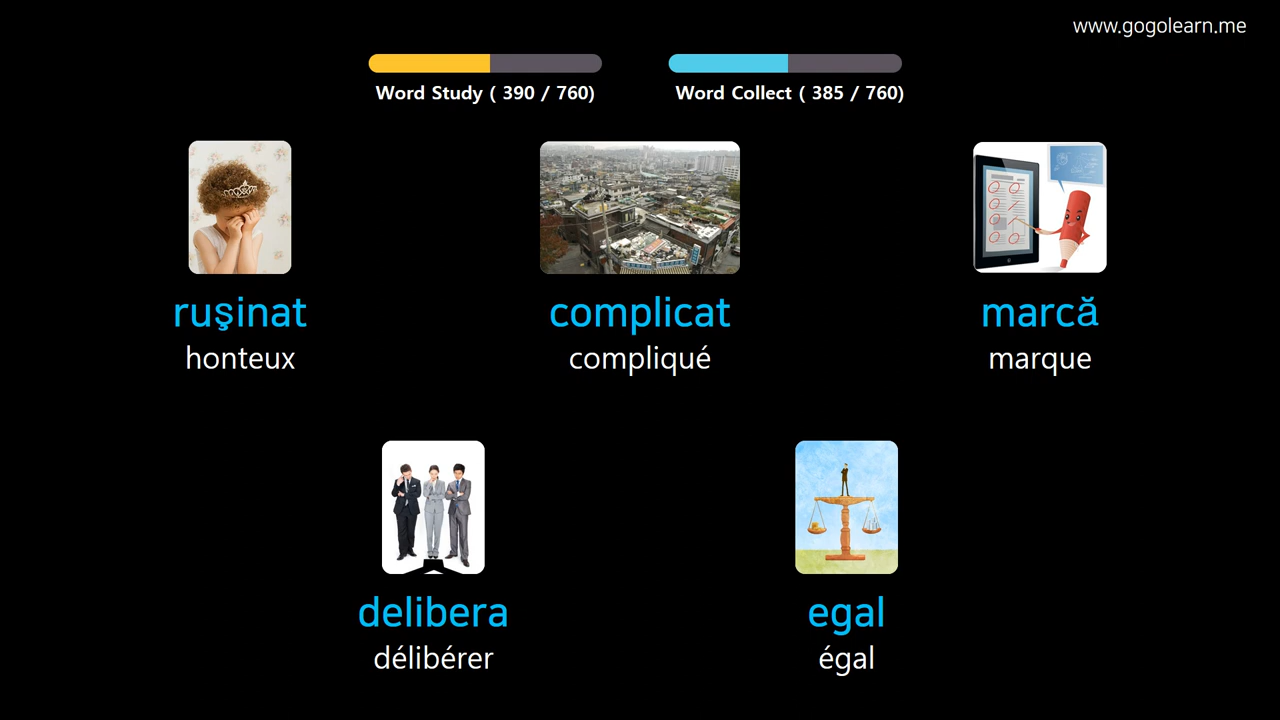 www.gogolearn.me
Word Study ( 390 / 760)
Word Collect ( 385 / 760)
ruşinat
honteux
complicat
compliqué
marcă
marque
delibera
délibérer
egal
égal